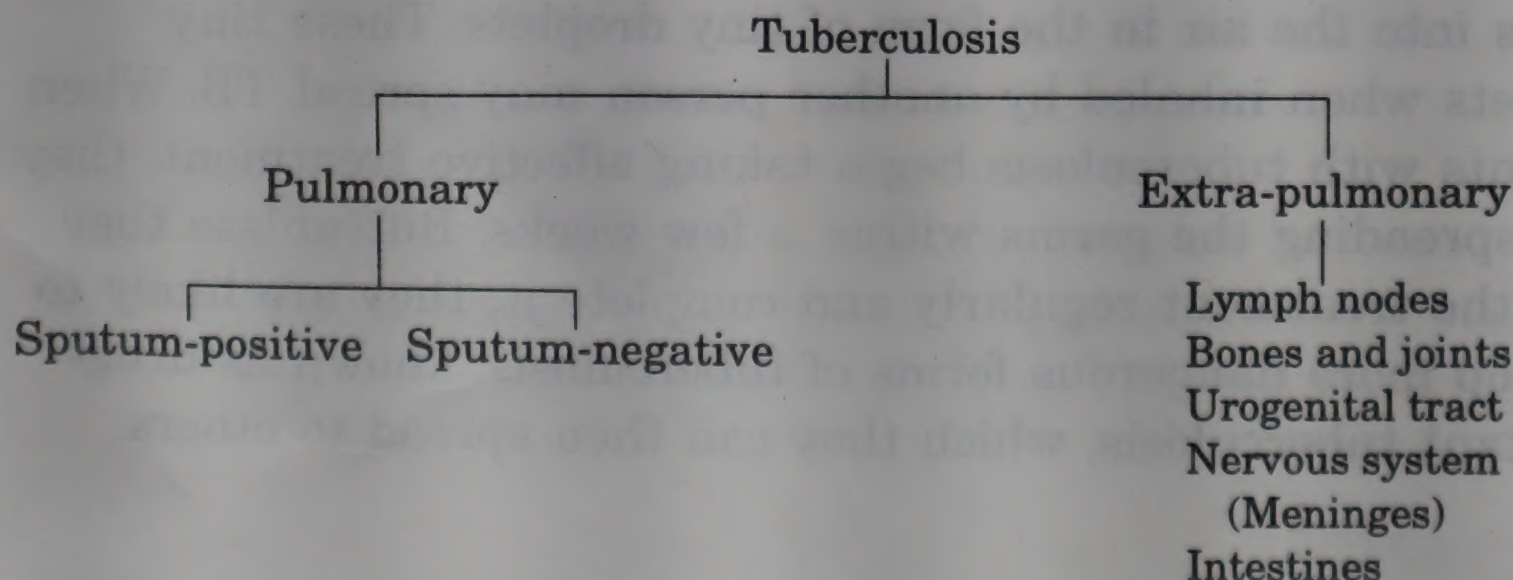 Tuberculosis
Pulmonary
Extra-pulmonary
Sputum-positive Sputum-negative
Lymph nodes
Bones and joints
Urogenital tract
Nervous system
(Meninges)
Intestines